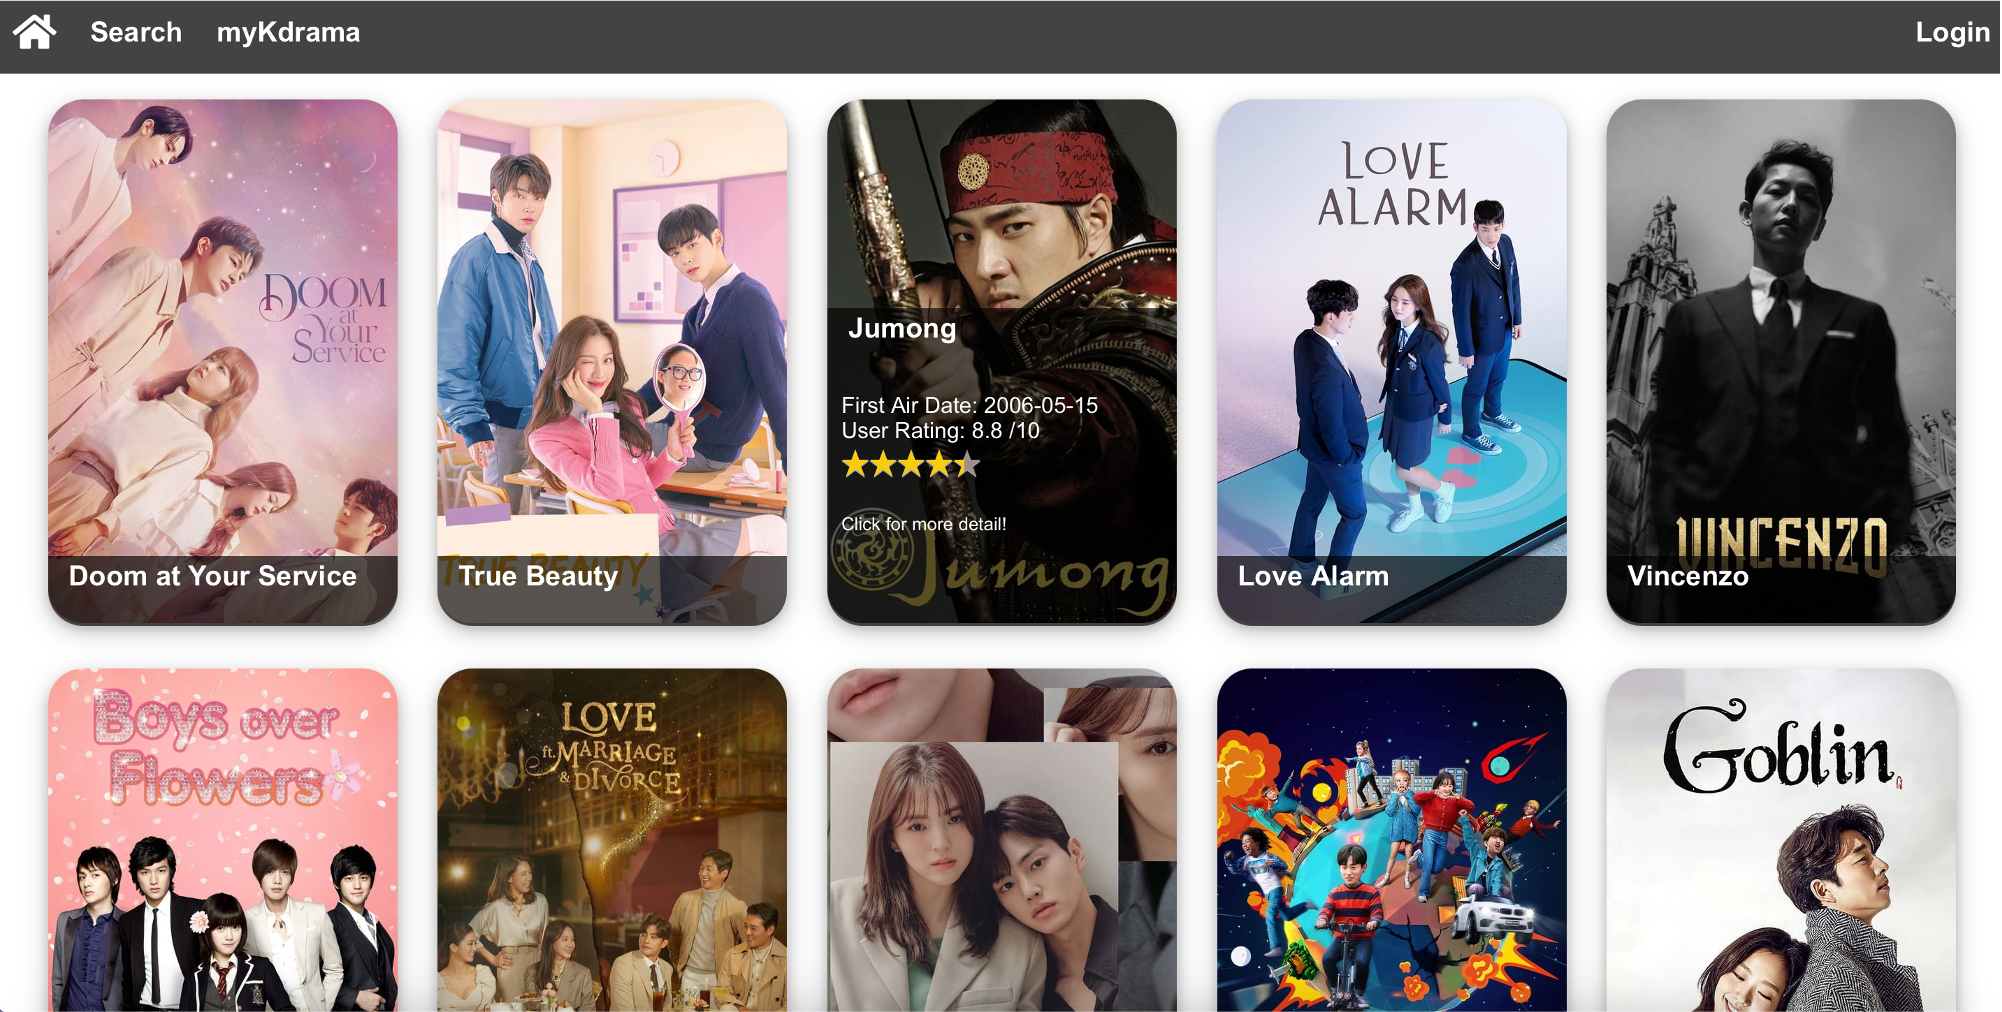 Search myKdrama Login
DOOM
at
Your
Service
Doom at Your Service
TRUE BEAUTY
True Beauty
Jumong
First Air Date: 2006-05-15
User Rating: 8.8 /10
Click for more detail!
Jumong
LOVE
ALARM
Love Alarm
VINCENZO
Vincenzo
Boys over
Flowers
LOVE
ft. MARRIAGE
& DIVORCE
Goblin